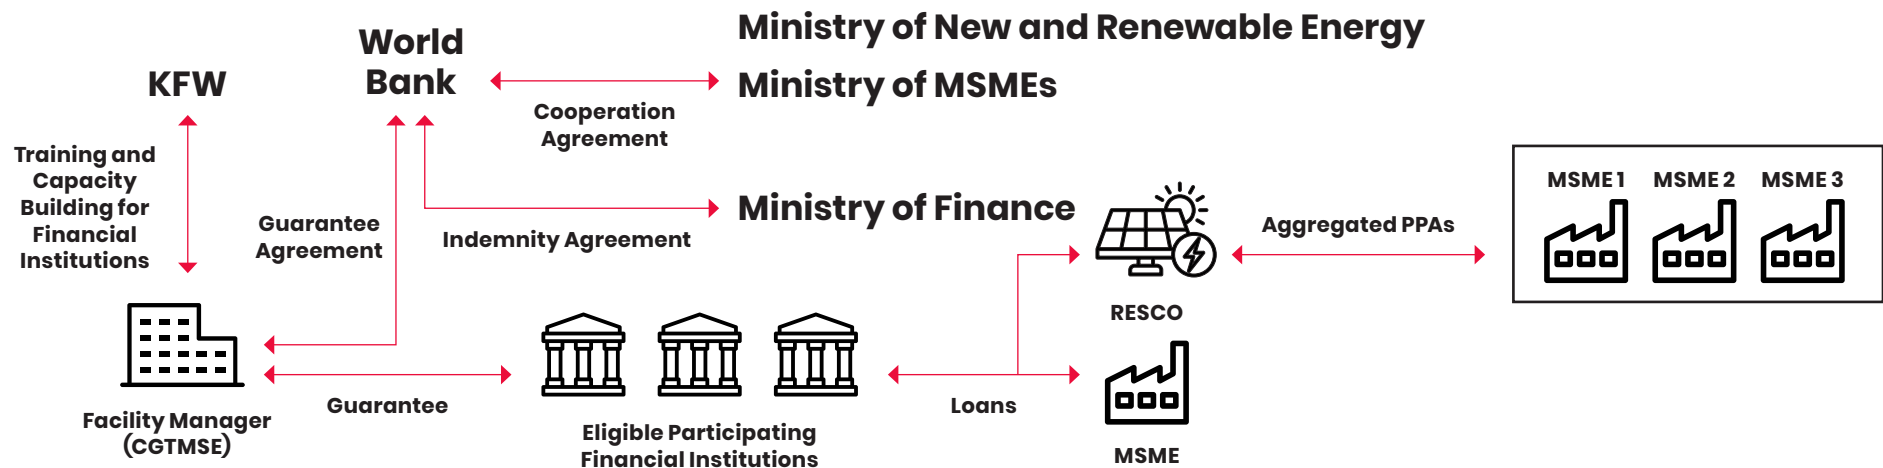 Ministry of New and Renewable Energy
World
Bank
KFW
Ministry of MSMEs
Cooperation
Agreement
Training and
Capacity
Building for
Financial
Institutions
Guarantee
Agreement
Ministry of Finance
Indemnity Agreement
Aggregated PPAs
MSME 1
MSME 2
MSME 3
RESCO
Facility Manager
(CGTMSE)
Guarantee
Eligible Participating
Financial Institutions
Loans
MSME